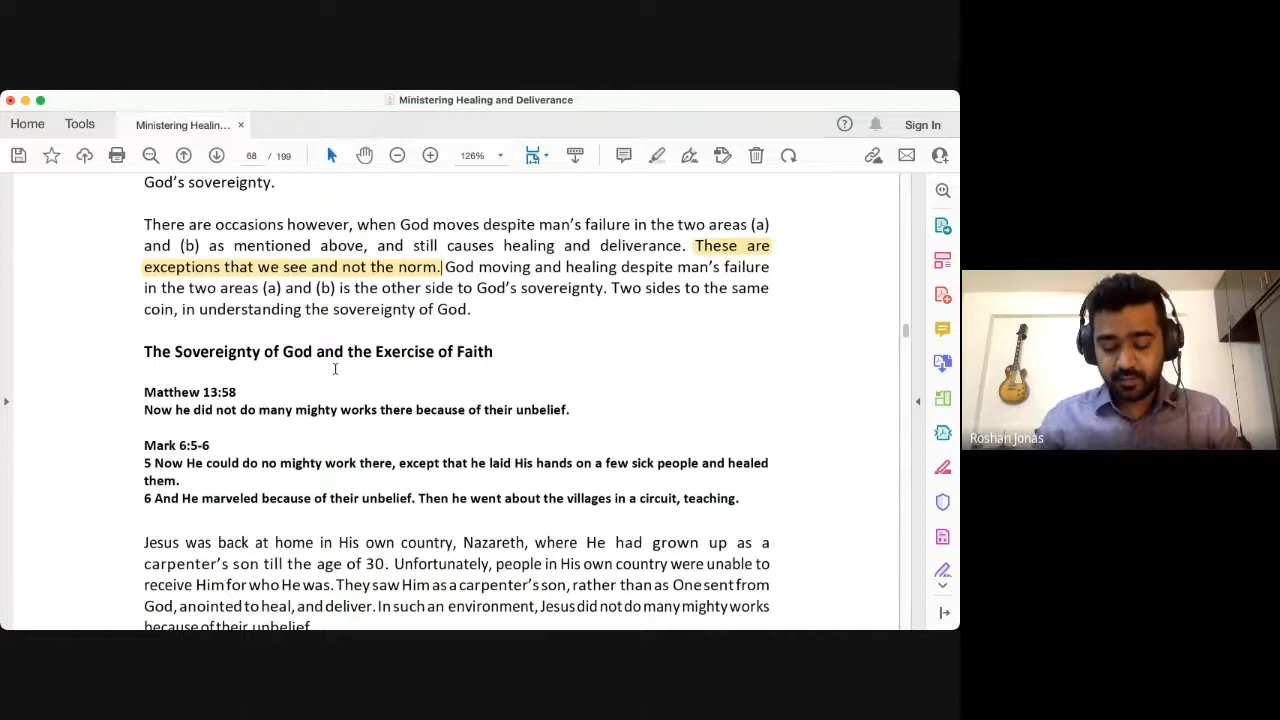 Ministering Healing and Deliverance
Home
Tools
Ministering Healin...
Sign In
68 / 199
126%
God's sovereignty.
There are occasions however, when God moves despite man's failure in the two areas (a)
and (b) as mentioned above, and still causes healing and deliverance. These are
exceptions that we see and not the norm. God moving and healing despite man's failure
in the two areas (a) and (b) is the other side to God's sovereignty. Two sides to the same
coin, in understanding the sovereignty of God.
The Sovereignty of God and the Exercise of Faith
Matthew 13:58
Now he did not do many mighty works there because of their unbelief.
Mark 6:5-6
5 Now He could do no mighty work there, except that he laid His hands on a few sick people and healed
them.
6 And He marveled because of their unbelief. Then he went about the villages in a circuit, teaching.
Jesus was back at home in His own country, Nazareth, where He had grown up as a
carpenter's son till the age of 30. Unfortunately, people in His own country were unable to
receive Him for who He was. They saw Him as a carpenter's son, rather than as One sent from
God, anointed to heal, and deliver. In such an environment, Jesus did not do many mighty works
because of their unbelief.
Roshan Jonas